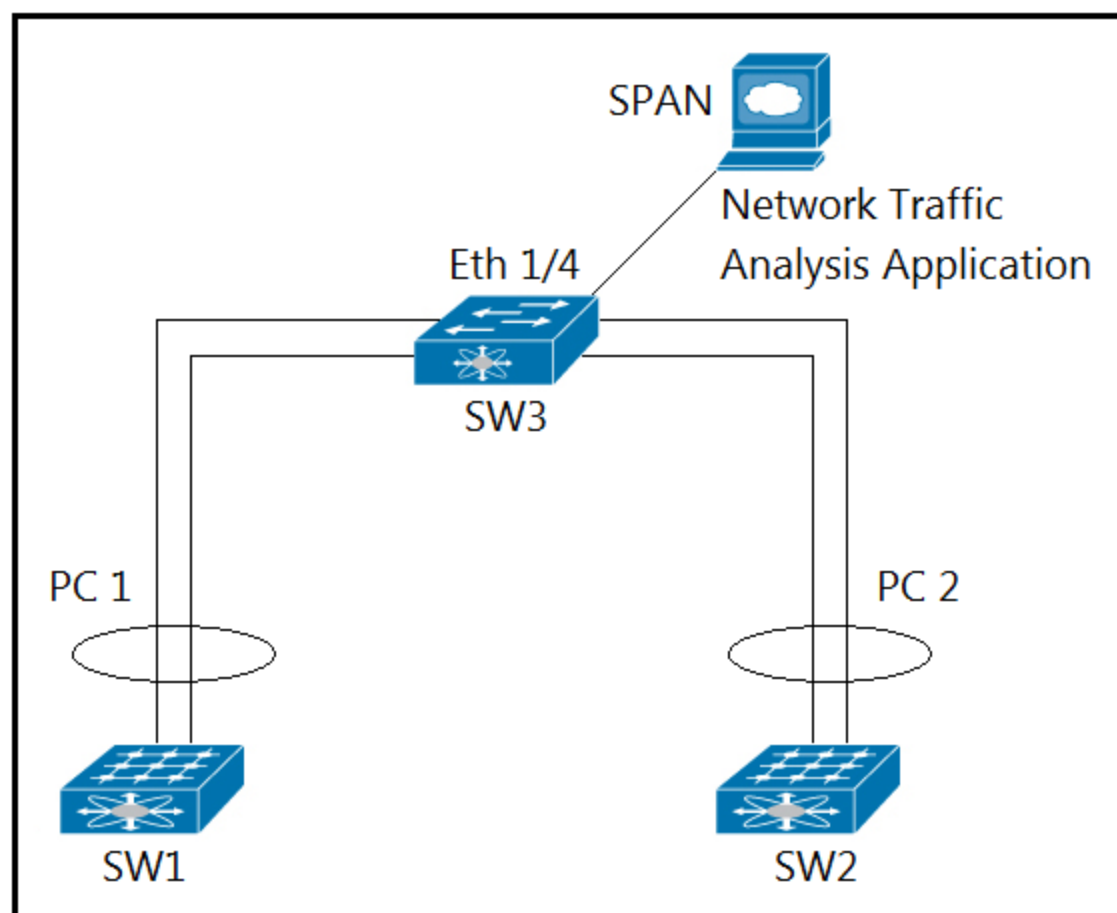 SPAN
Network Traffic
Analysis Application
Eth 1/4
SW3
PC 1
PC 2
SW1
SW2